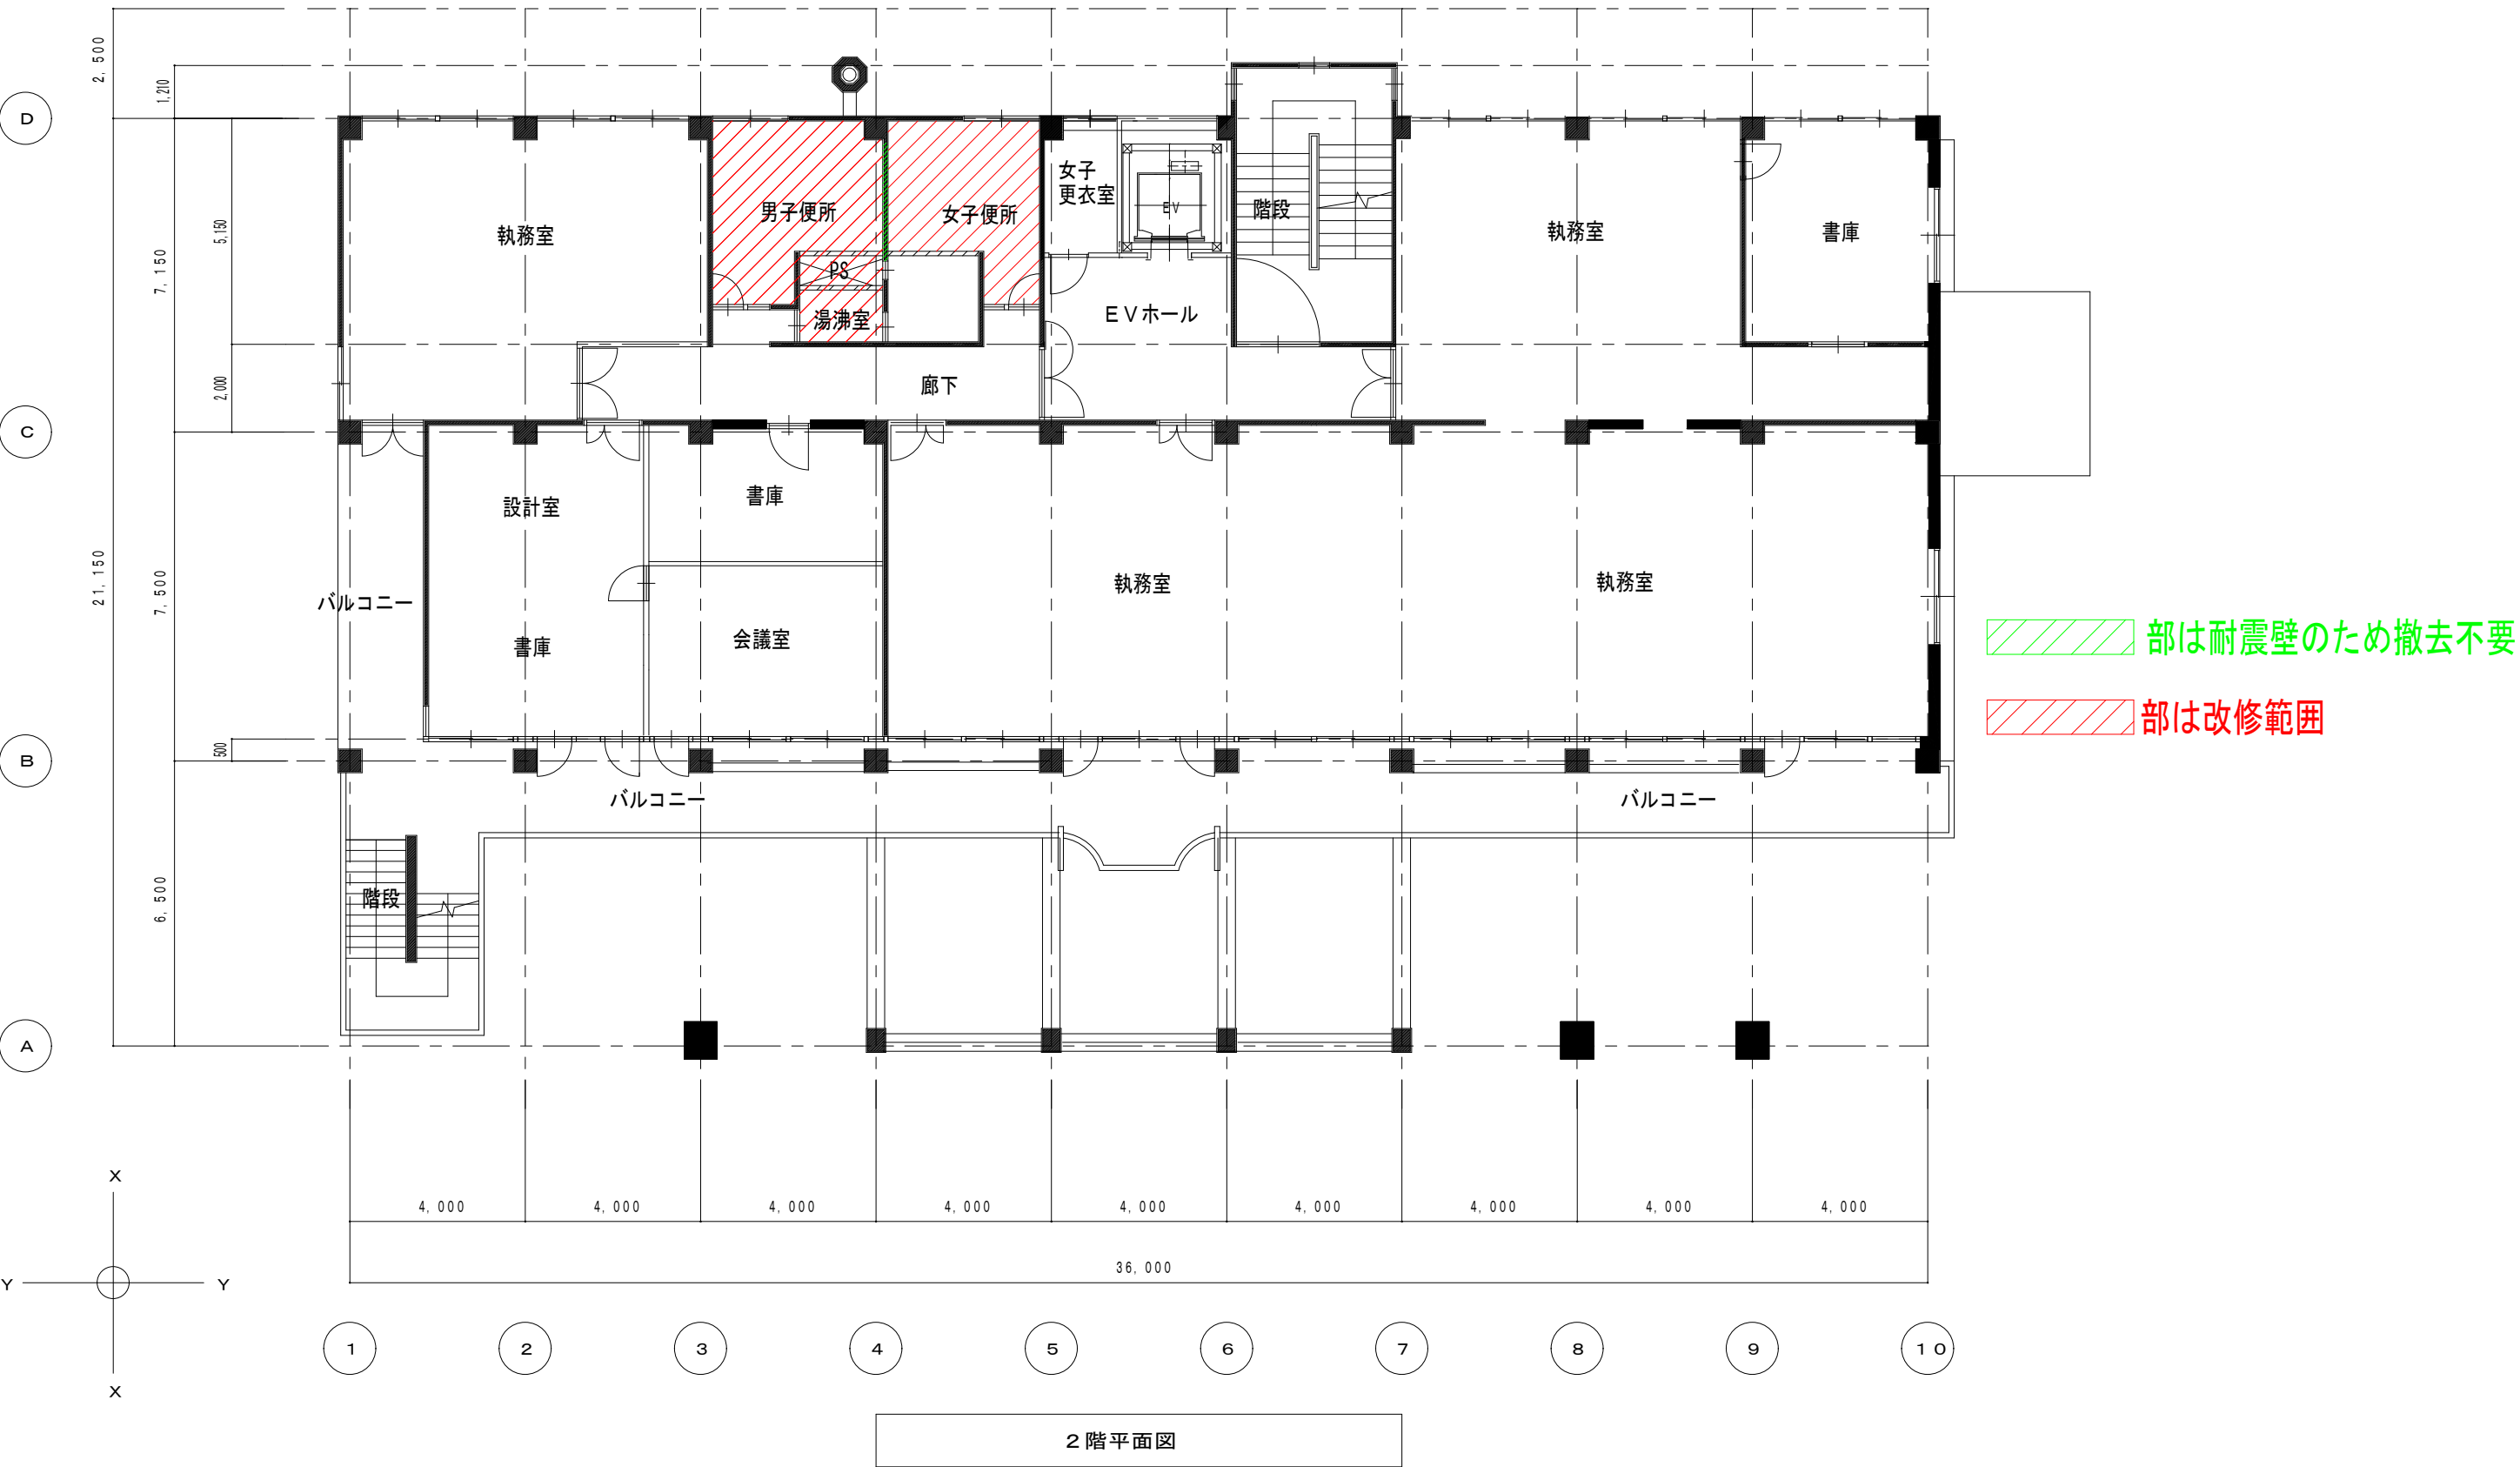 2,500
1,210
D
5,150
7,150
2,000
C
21,150
7,500
500
B
6,500
A
執務室
男子便所
女子便所
PS
湯沸室
女子
更衣室
EV
階段
EVホール
執務室
書庫
廊下
設計室
書庫
書庫
会議室
執務室
執務室
バルコニー
バルコニー
バルコニー
階段
部は耐震壁のため撤去不要
部は改修範囲
X
Y
Y
X
4,000
4,000
4,000
4,000
4,000
4,000
4,000
4,000
4,000
36,000
1
2
3
4
5
6
7
8
9
10
2階平面図